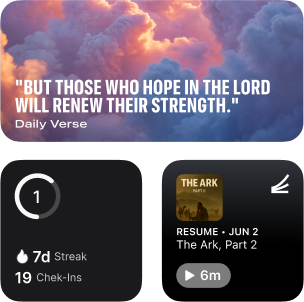 "BUT THOSE WHO HOPE IN THE LORD
WILL RENEW THEIR STRENGTH."
Daily Verse
1
7d Streak
19 Chek-Ins
THE ARK
PART II
RESUME • JUN 2
The Ark, Part 2
6m